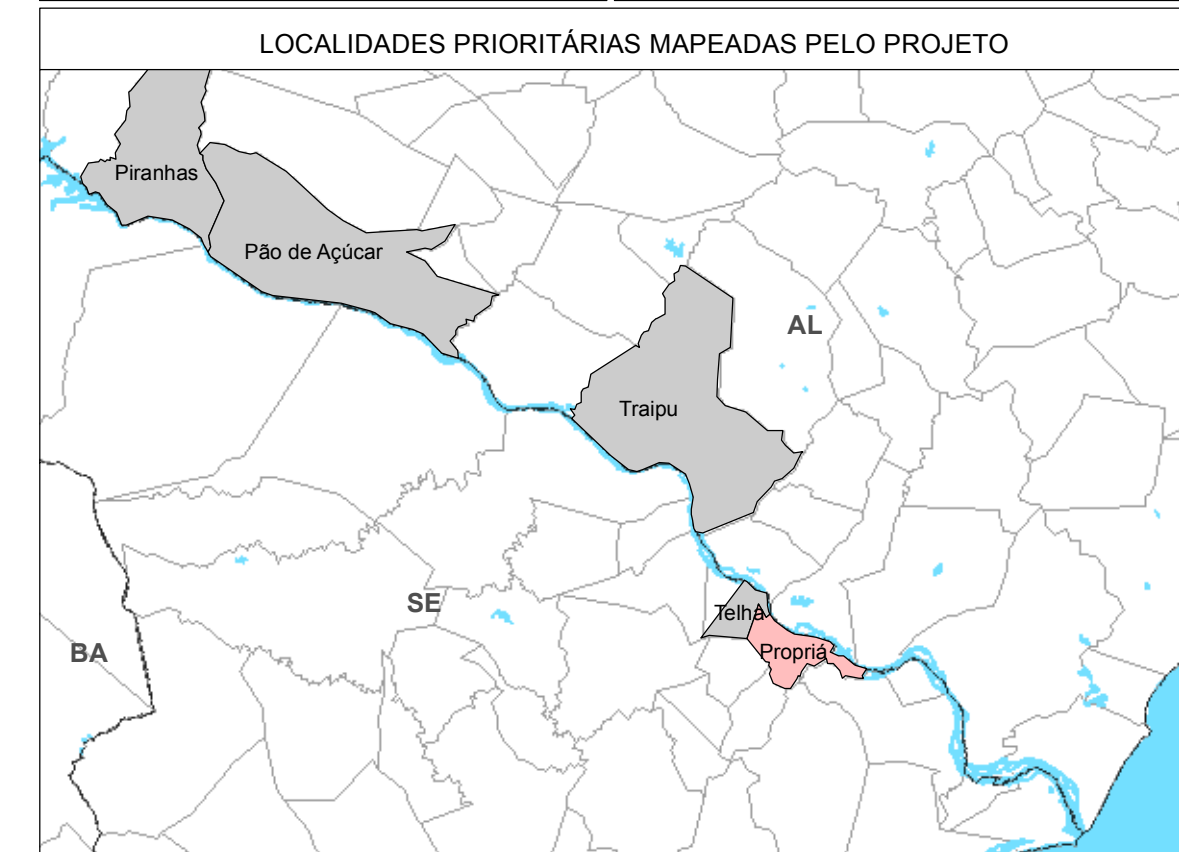 LOCALIDADES PRIORITÁRIAS MAPEADAS PELO PROJETO
Piranhas
Pão de Açúcar
AL
Traipu
SE
Telha
BA
Propriá